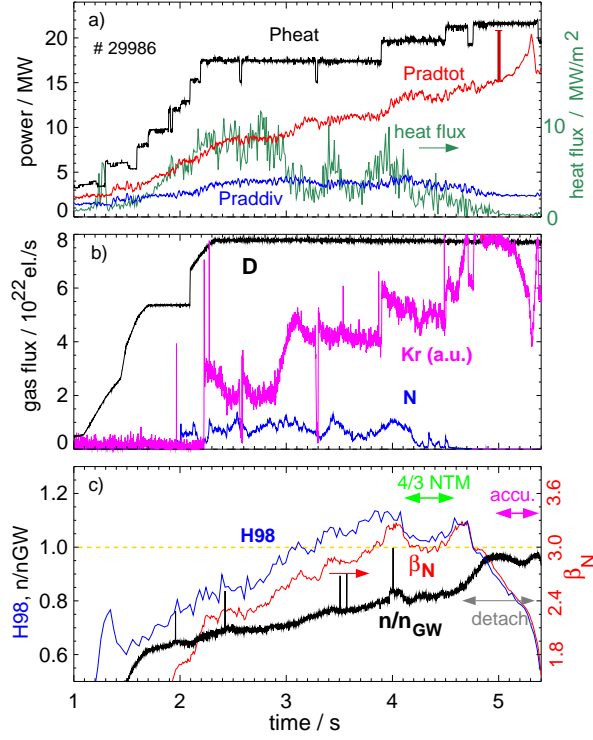 a)
# 29986
Pheat
Pradtot
heat flux
Praddiv
power / MW
heat flux / MW/m 2
20
15
10
5
0
10
0
b)
D
Kr (a.u.)
N
gas flux / 10^22 el./s
8
6
4
2
0
c)
4/3 NTM
accu.
H98
β_N
n/n_GW
detach
H98, n/nGW
β_N
1.2
1.0
0.8
0.6
3.6
3.0
2.4
1.8
1 2 3 4 5
time / s